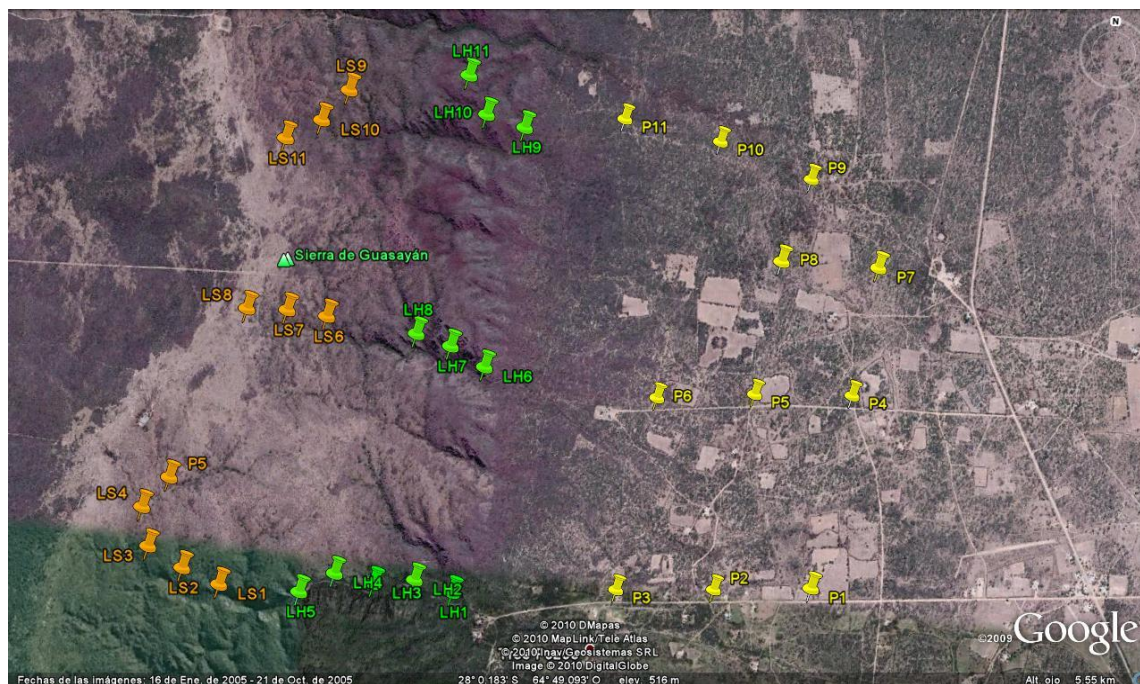 N
LH11
LS9
LH10
P11
LS10
LH9
P10
LS11
P9
Sierra de Guasayán
P8
P7
LS8
LH8
LS7
LS6
LH7
LH6
P6
P5
P4
P5
LS4
LS3
LS2
LS1
LH5
LH4
LH3
LH2
LH1
P3
P2
P1
© 2010 DMapas
© 2010 MapLink/Tele Atlas
© 2010 Inav/Geosistemas SRL
Image © 2010 DigitalGlobe
©2009 Google
Fechas de las imágenes: 16 de Ene. de 2005 - 21 de Oct. de 2005
28° 0.183' S 64° 49.093' O elev. 516 m
Alt. ojo 5.55 km